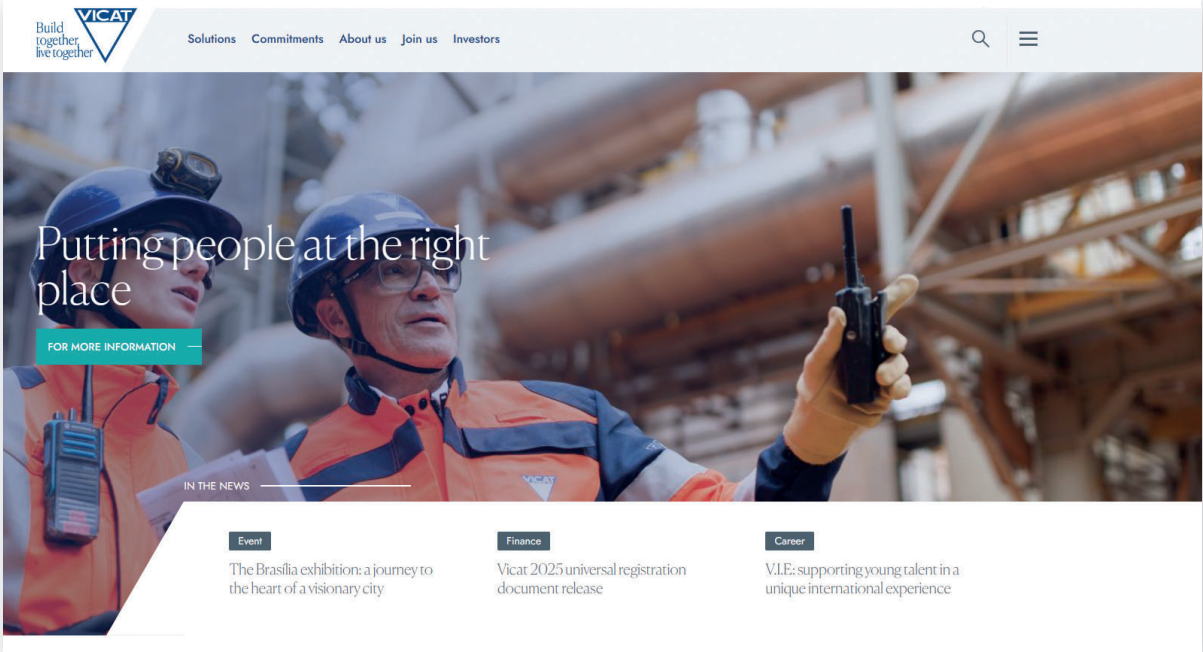 VICAT
Build
together,
live together
Solutions Commitments About us Join us Investors
Putting people at the right
place
FOR MORE INFORMATION
VICAT
IN THE NEWS
Event
The Brasília exhibition: a journey to
the heart of a visionary city
Finance
Vicat 2025 universal registration
document release
Career
V.I.E: supporting young talent in a
unique international experience